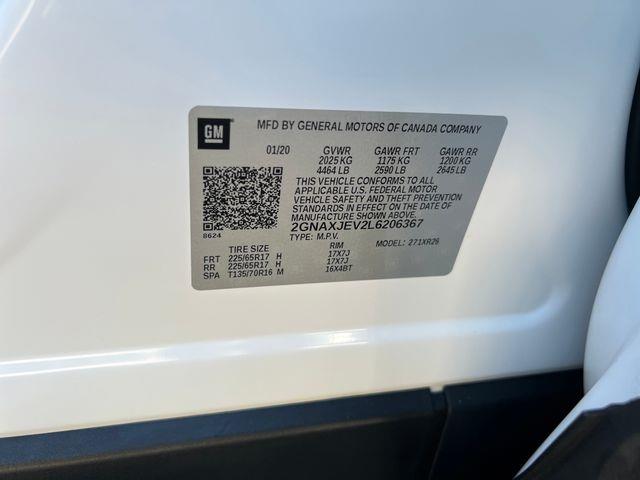 GM
MFD BY GENERAL MOTORS OF CANADA COMPANY
01/20 GVWR GAWR FRT GAWR RR
2025 KG 1175 KG 1200 KG
4464 LB 2590 LB 2645 LB
THIS VEHICLE CONFORMS TO ALL
APPLICABLE U.S. FEDERAL MOTOR
VEHICLE SAFETY AND THEFT PREVENTION
STANDARDS IN EFFECT ON THE DATE OF
MANUFACTURE SHOWN ABOVE.
2GNAXJEV2L6206367
8624
TYPE: M.P.V. MODEL: 271XR26
TIRE SIZE RIM
FRT 225/65R17 H 17X7J
RR 225/65R17 H 17X7J
SPA T135/70R16 M 16X4BT